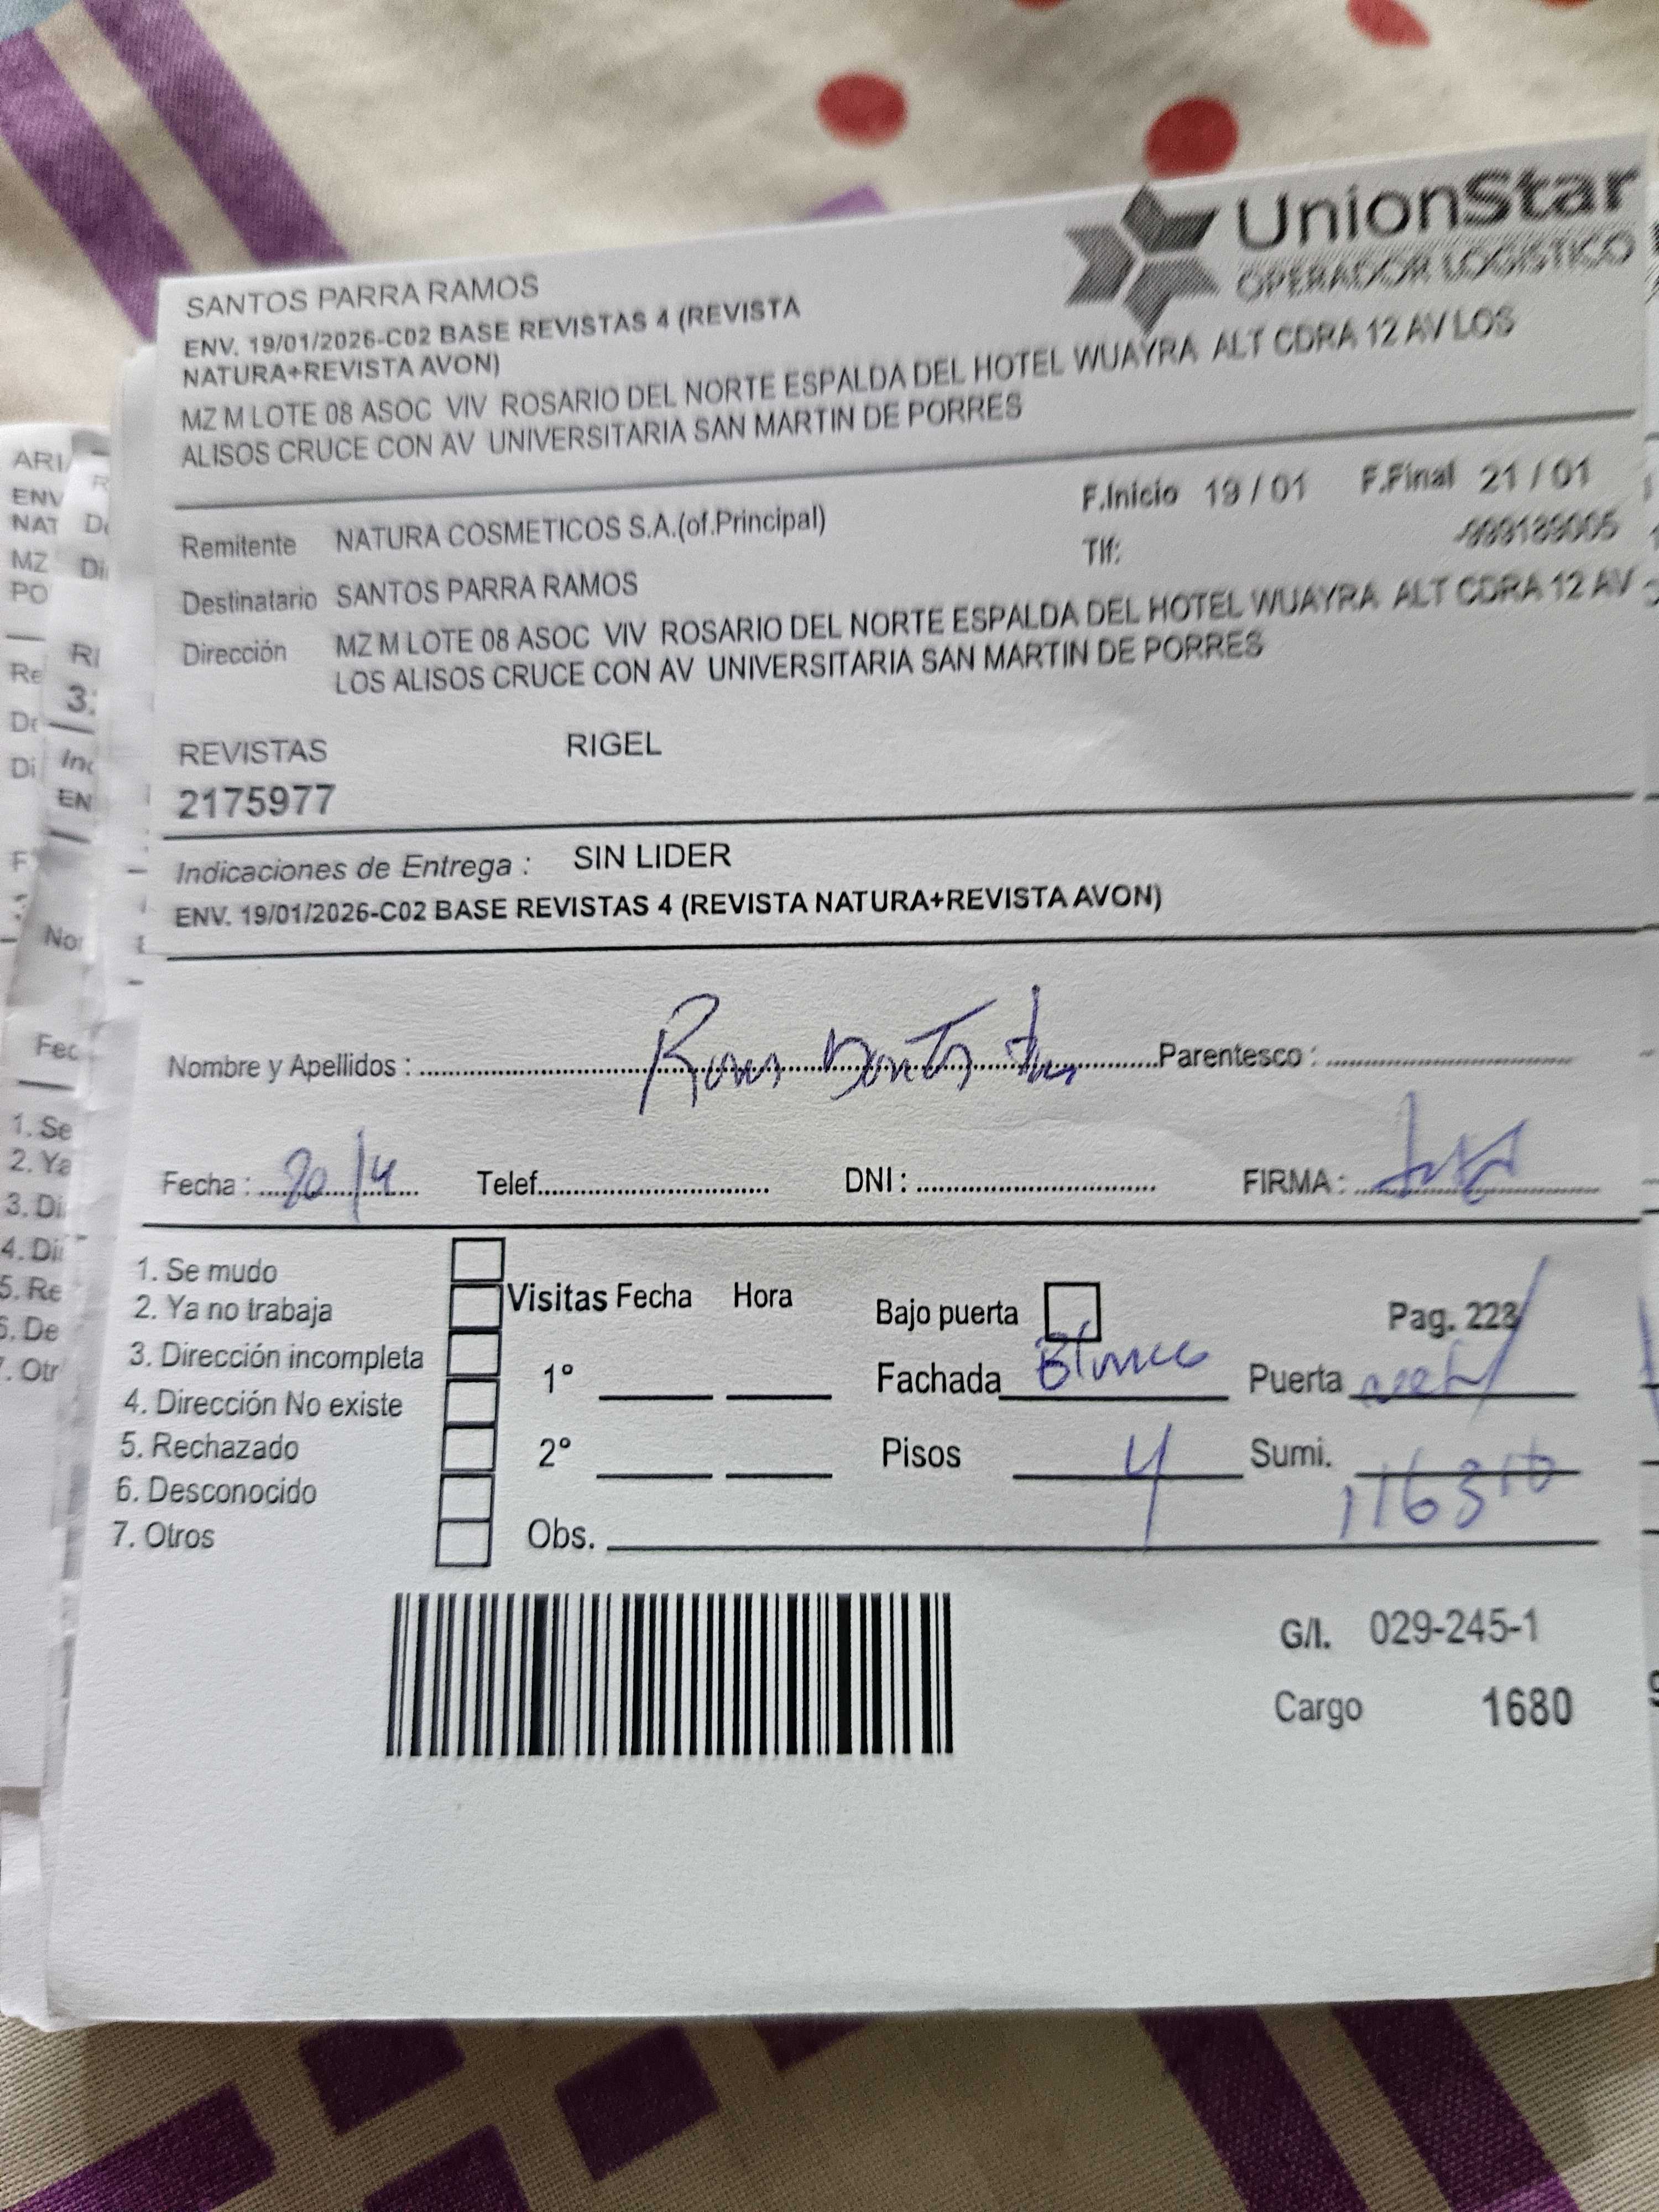 UnionStar
OPERADOR LOGISTICO
SANTOS PARRA RAMOS
ENV. 19/01/2026-C02 BASE REVISTAS 4 (REVISTA
NATURA+REVISTA AVON)
MZ M LOTE 08 ASOC VIV ROSARIO DEL NORTE ESPALDA DEL HOTEL WUAYRA ALT CDRA 12 AV LOS
ALISOS CRUCE CON AV UNIVERSITARIA SAN MARTIN DE PORRES
F.Inicio 19 / 01 F.Final 21 / 01
Remitente NATURA COSMETICOS S.A.(of.Principal) Tlf: -999189005
Destinatario SANTOS PARRA RAMOS
Dirección MZ M LOTE 08 ASOC VIV ROSARIO DEL NORTE ESPALDA DEL HOTEL WUAYRA ALT CDRA 12 AV
LOS ALISOS CRUCE CON AV UNIVERSITARIA SAN MARTIN DE PORRES
REVISTAS RIGEL
2175977
Indicaciones de Entrega : SIN LIDER
ENV. 19/01/2026-C02 BASE REVISTAS 4 (REVISTA NATURA+REVISTA AVON)
Nombre y Apellidos : Parentesco :
Fecha : 20/4 Telef. DNI : FIRMA :
1. Se mudo
2. Ya no trabaja
3. Dirección incompleta
4. Dirección No existe
5. Rechazado
6. Desconocido
7. Otros
Visitas Fecha Hora
1°
2°
Obs.
Bajo puerta Pag. 228
Fachada Blanco Puerta
Pisos 4 Sumi. 1163110
G/I. 029-245-1
Cargo 1680